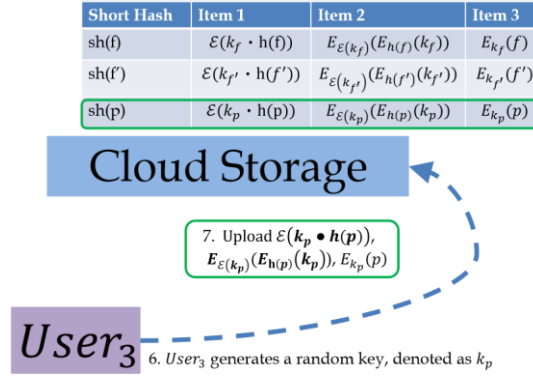 Short Hash Item 1 Item 2 Item 3
sh(f) ℰ(k_f · h(f)) E_{ℰ(k_f)}(E_{h(f)}(k_f)) E_{k_f}(f)
sh(f′) ℰ(k_{f′} · h(f′)) E_{ℰ(k_{f′})}(E_{h(f′)}(k_{f′})) E_{k_{f′}}(f′)
sh(p) ℰ(k_p · h(p)) E_{ℰ(k_p)}(E_{h(p)}(k_p)) E_{k_p}(p)
Cloud Storage
7. Upload ℰ(k_p • h(p)),
E_{ℰ(k_p)}(E_{h(p)}(k_p)), E_{k_p}(p)
User_3
6. User_3 generates a random key, denoted as k_p